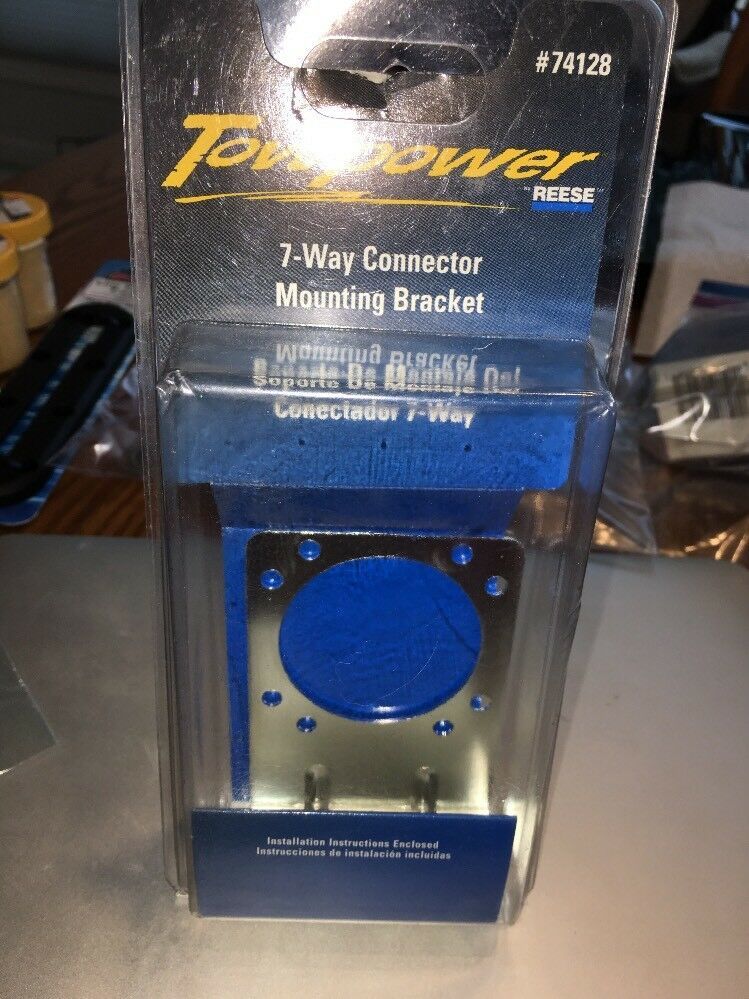 #74128
Towpower
BY REESE
7-Way Connector
Mounting Bracket
Mounting Bracket
Soporte De Montaje Del
Conectador 7-Way
Installation Instructions Enclosed
Instrucciones de instalación incluidas